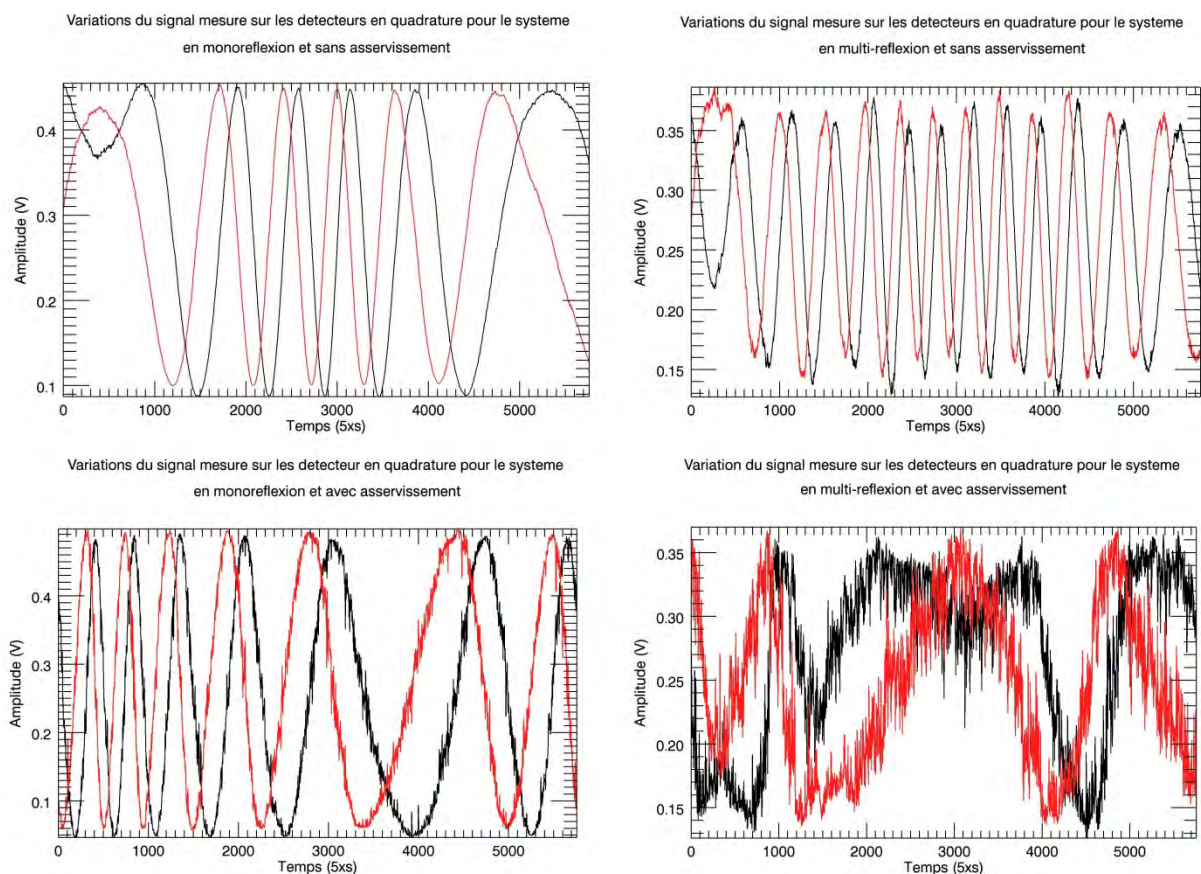 Variations du signal mesure sur les detecteurs en quadrature pour le systeme
en monoreflexion et sans asservissement
0.4
0.3
0.2
0.1
Amplitude (V)
0 1000 2000 3000 4000 5000
Temps (5xs)
Variations du signal mesure sur les detecteurs en quadrature pour le systeme
en multi-reflexion et sans asservissement
0.35
0.30
0.25
0.20
0.15
Amplitude (V)
0 1000 2000 3000 4000 5000
Temps (5xs)
Variations du signal mesure sur les detecteur en quadrature pour le systeme
en monoreflexion et avec asservissement
0.4
0.3
0.2
0.1
Amplitude (V)
0 1000 2000 3000 4000 5000
Temps (5xs)
Variation du signal mesure sur les detecteurs en quadrature pour le systeme
en multi-reflexion et avec asservissement
0.35
0.30
0.25
0.20
0.15
Amplitude (V)
0 1000 2000 3000 4000 5000
Temps (5xs)